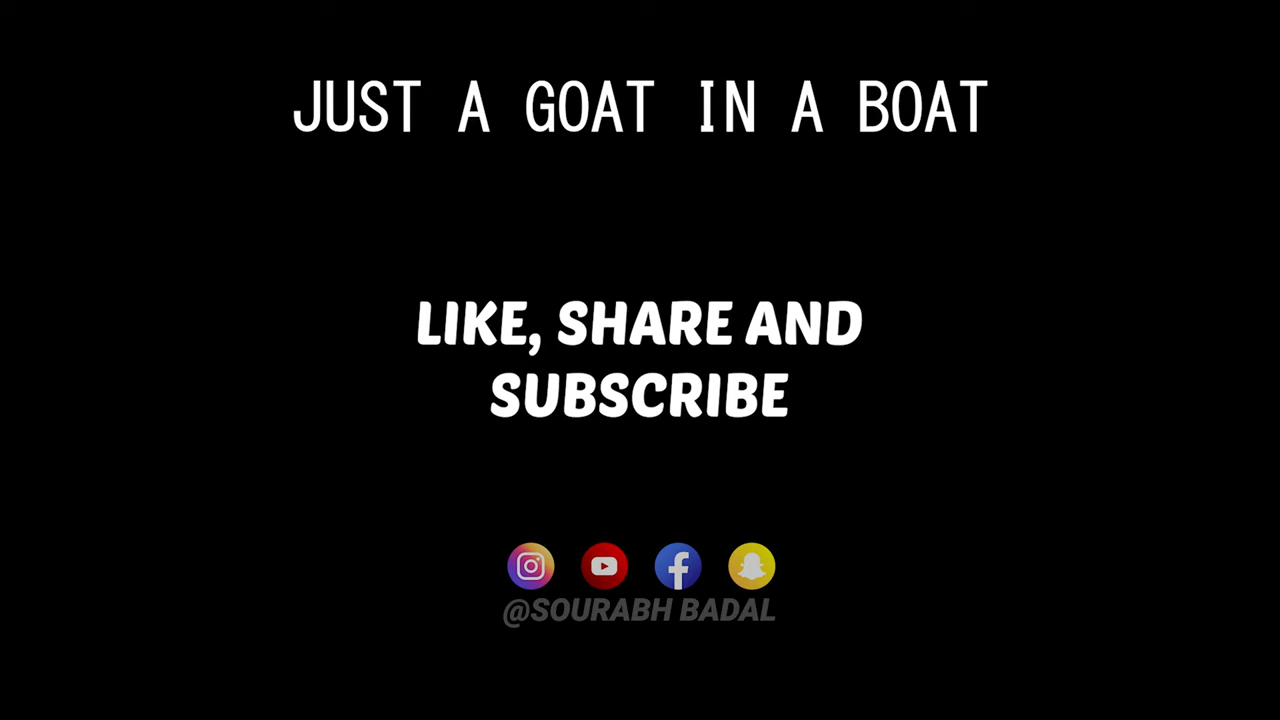 JUST A GOAT IN A BOAT
LIKE, SHARE AND
SUBSCRIBE
@SOURABH BADAL